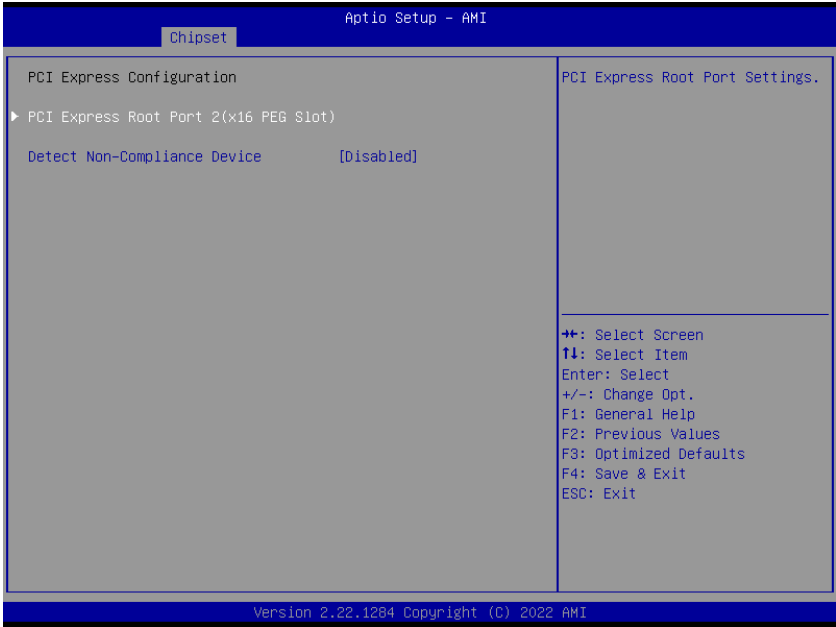 Aptio Setup – AMI
Chipset
PCI Express Configuration
▶ PCI Express Root Port 2(x16 PEG Slot)
Detect Non-Compliance Device [Disabled]
PCI Express Root Port Settings.
→←: Select Screen
↑↓: Select Item
Enter: Select
+/-: Change Opt.
F1: General Help
F2: Previous Values
F3: Optimized Defaults
F4: Save & Exit
ESC: Exit
Version 2.22.1284 Copyright (C) 2022 AMI